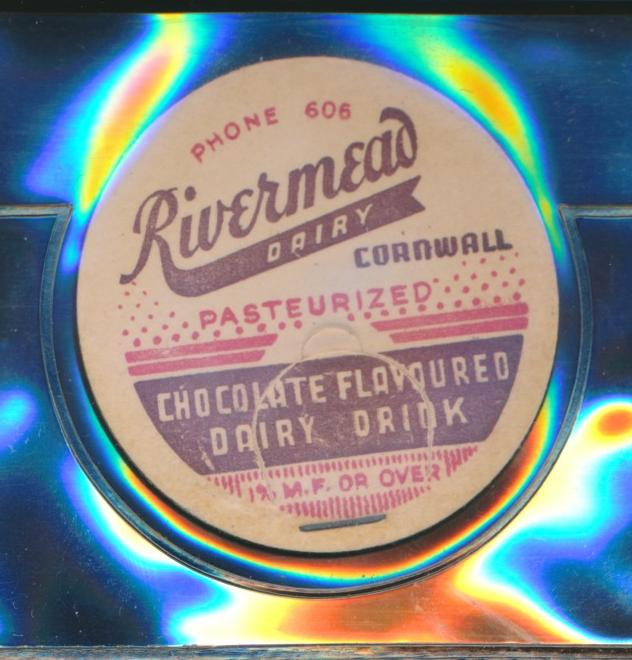 PHONE 606
Rivermead
DAIRY
CORNWALL
PASTEURIZED
CHOCOLATE FLAVOURED
DAIRY DRINK
1% M.F. OR OVER